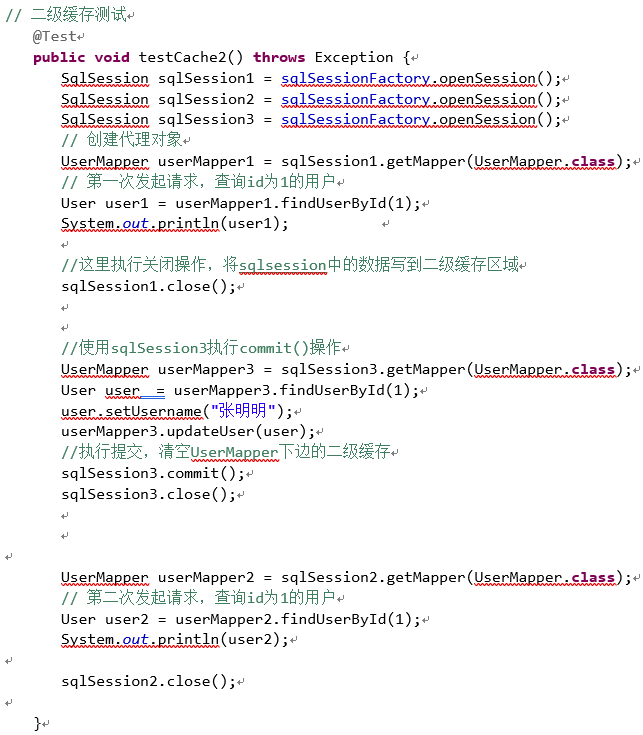 // 二级缓存测试↵
@Test↵
public void testCache2() throws Exception {↵
SqlSession sqlSession1 = sqlSessionFactory.openSession();↵
SqlSession sqlSession2 = sqlSessionFactory.openSession();↵
SqlSession sqlSession3 = sqlSessionFactory.openSession();↵
// 创建代理对象↵
UserMapper userMapper1 = sqlSession1.getMapper(UserMapper.class);↵
// 第一次发起请求，查询id为1的用户↵
User user1 = userMapper1.findUserById(1);↵
System.out.println(user1); ↵
↵
//这里执行关闭操作，将sqlsession中的数据写到二级缓存区域↵
sqlSession1.close();↵
↵
↵
//使用sqlSession3执行commit()操作↵
UserMapper userMapper3 = sqlSession3.getMapper(UserMapper.class);↵
User user  = userMapper3.findUserById(1);↵
user.setUsername("张明明");↵
userMapper3.updateUser(user);↵
//执行提交，清空UserMapper下边的二级缓存↵
sqlSession3.commit();↵
sqlSession3.close();↵
↵
↵
↵
UserMapper userMapper2 = sqlSession2.getMapper(UserMapper.class);↵
// 第二次发起请求，查询id为1的用户↵
User user2 = userMapper2.findUserById(1);↵
System.out.println(user2);↵
↵
sqlSession2.close();↵
↵
}↵